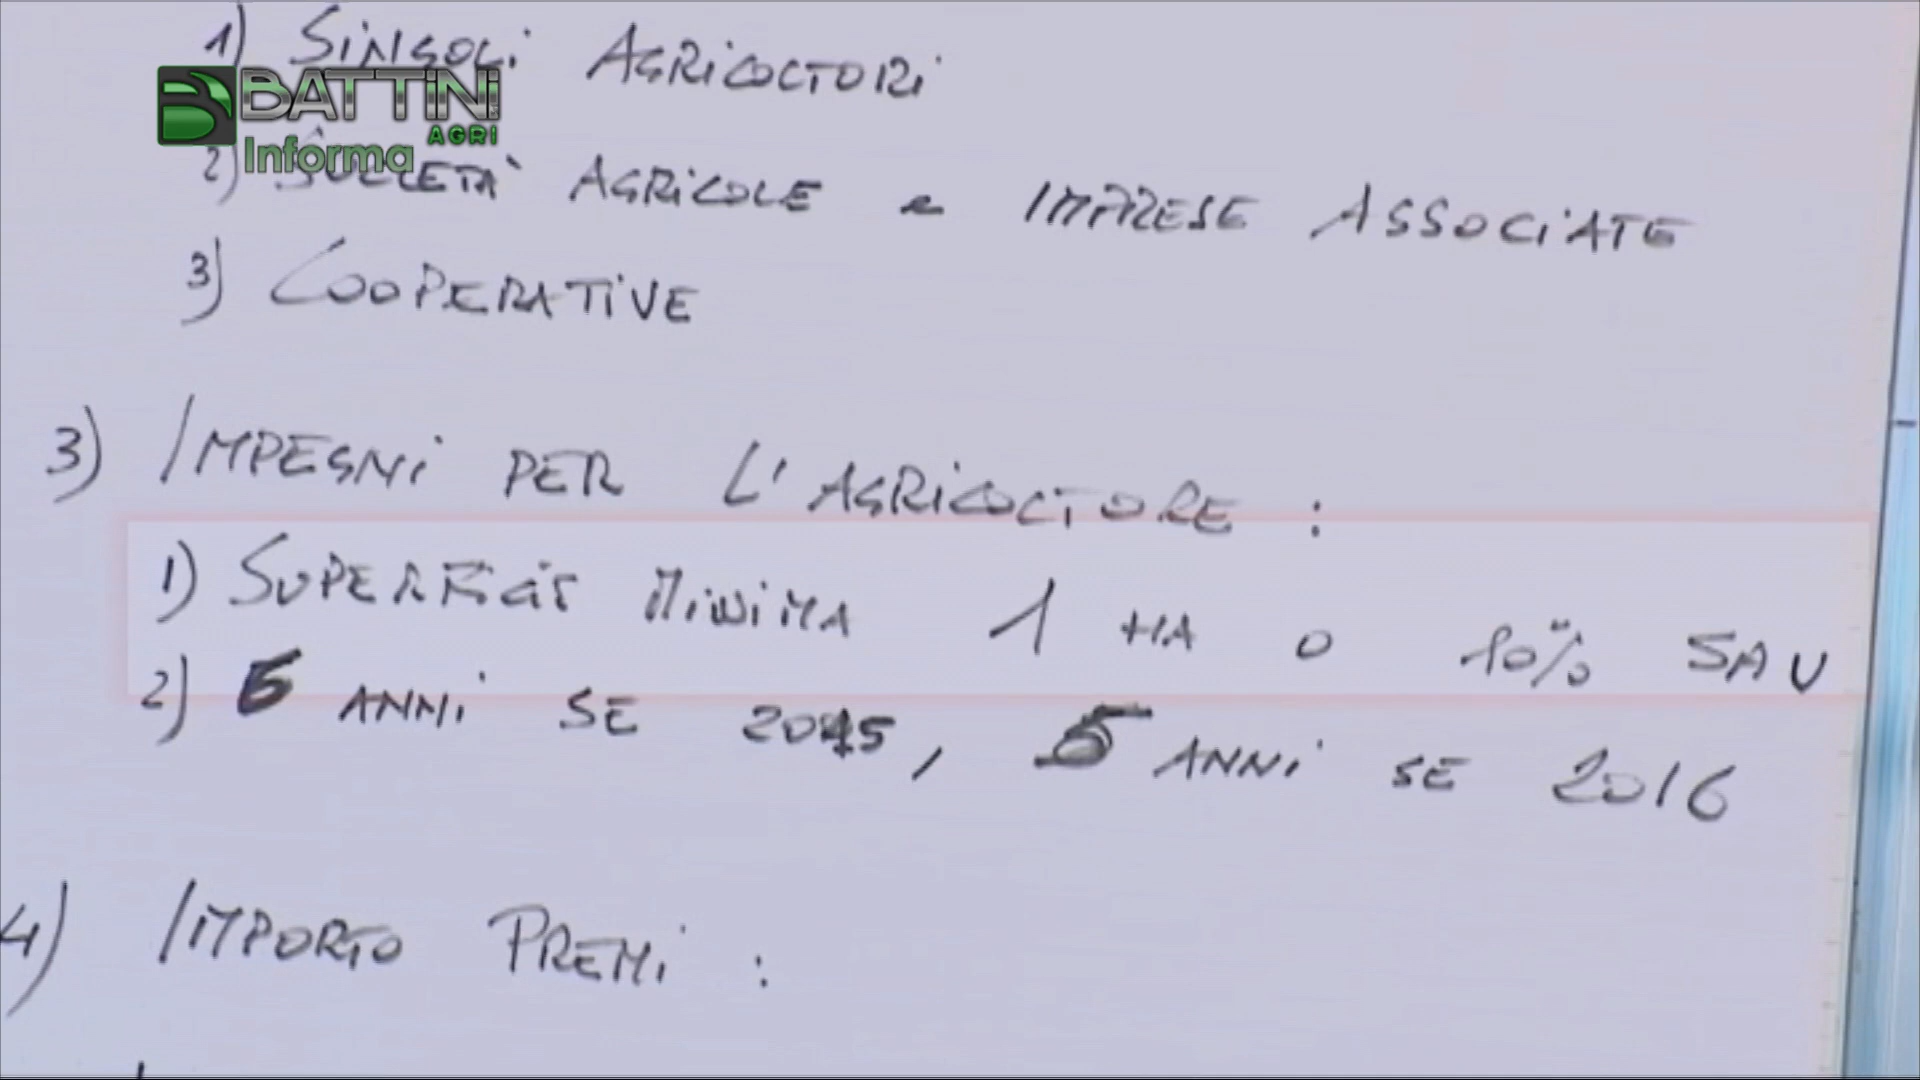 1) SINGOLI AGRICOLTORI
BATTINI
AGRI
Informa
2) SOCIETÀ AGRICOLE e IMPRESE ASSOCIATE
3) COOPERATIVE
3) IMPEGNI PER L'AGRICOLTORE :
1) SUPERFICIE MINIMA 1 HA O 10% SAU
2) 6 ANNI SE 2015, 5 ANNI SE 2016
4) IMPORTO PREMI :